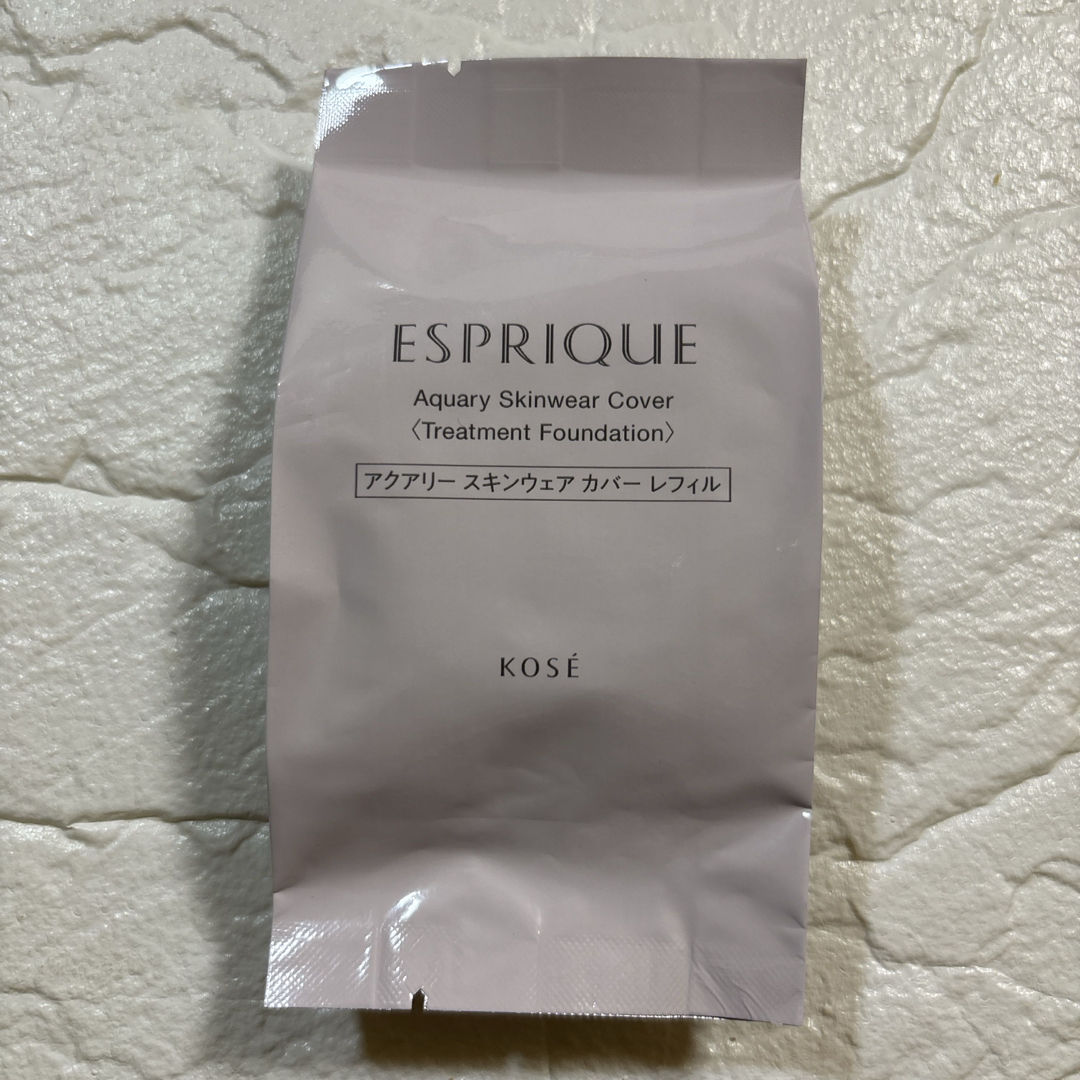 ESPRIQUE
Aquary Skinwear Cover
〈Treatment Foundation〉
アクアリー スキンウェア カバー レフィル
KOSÉ